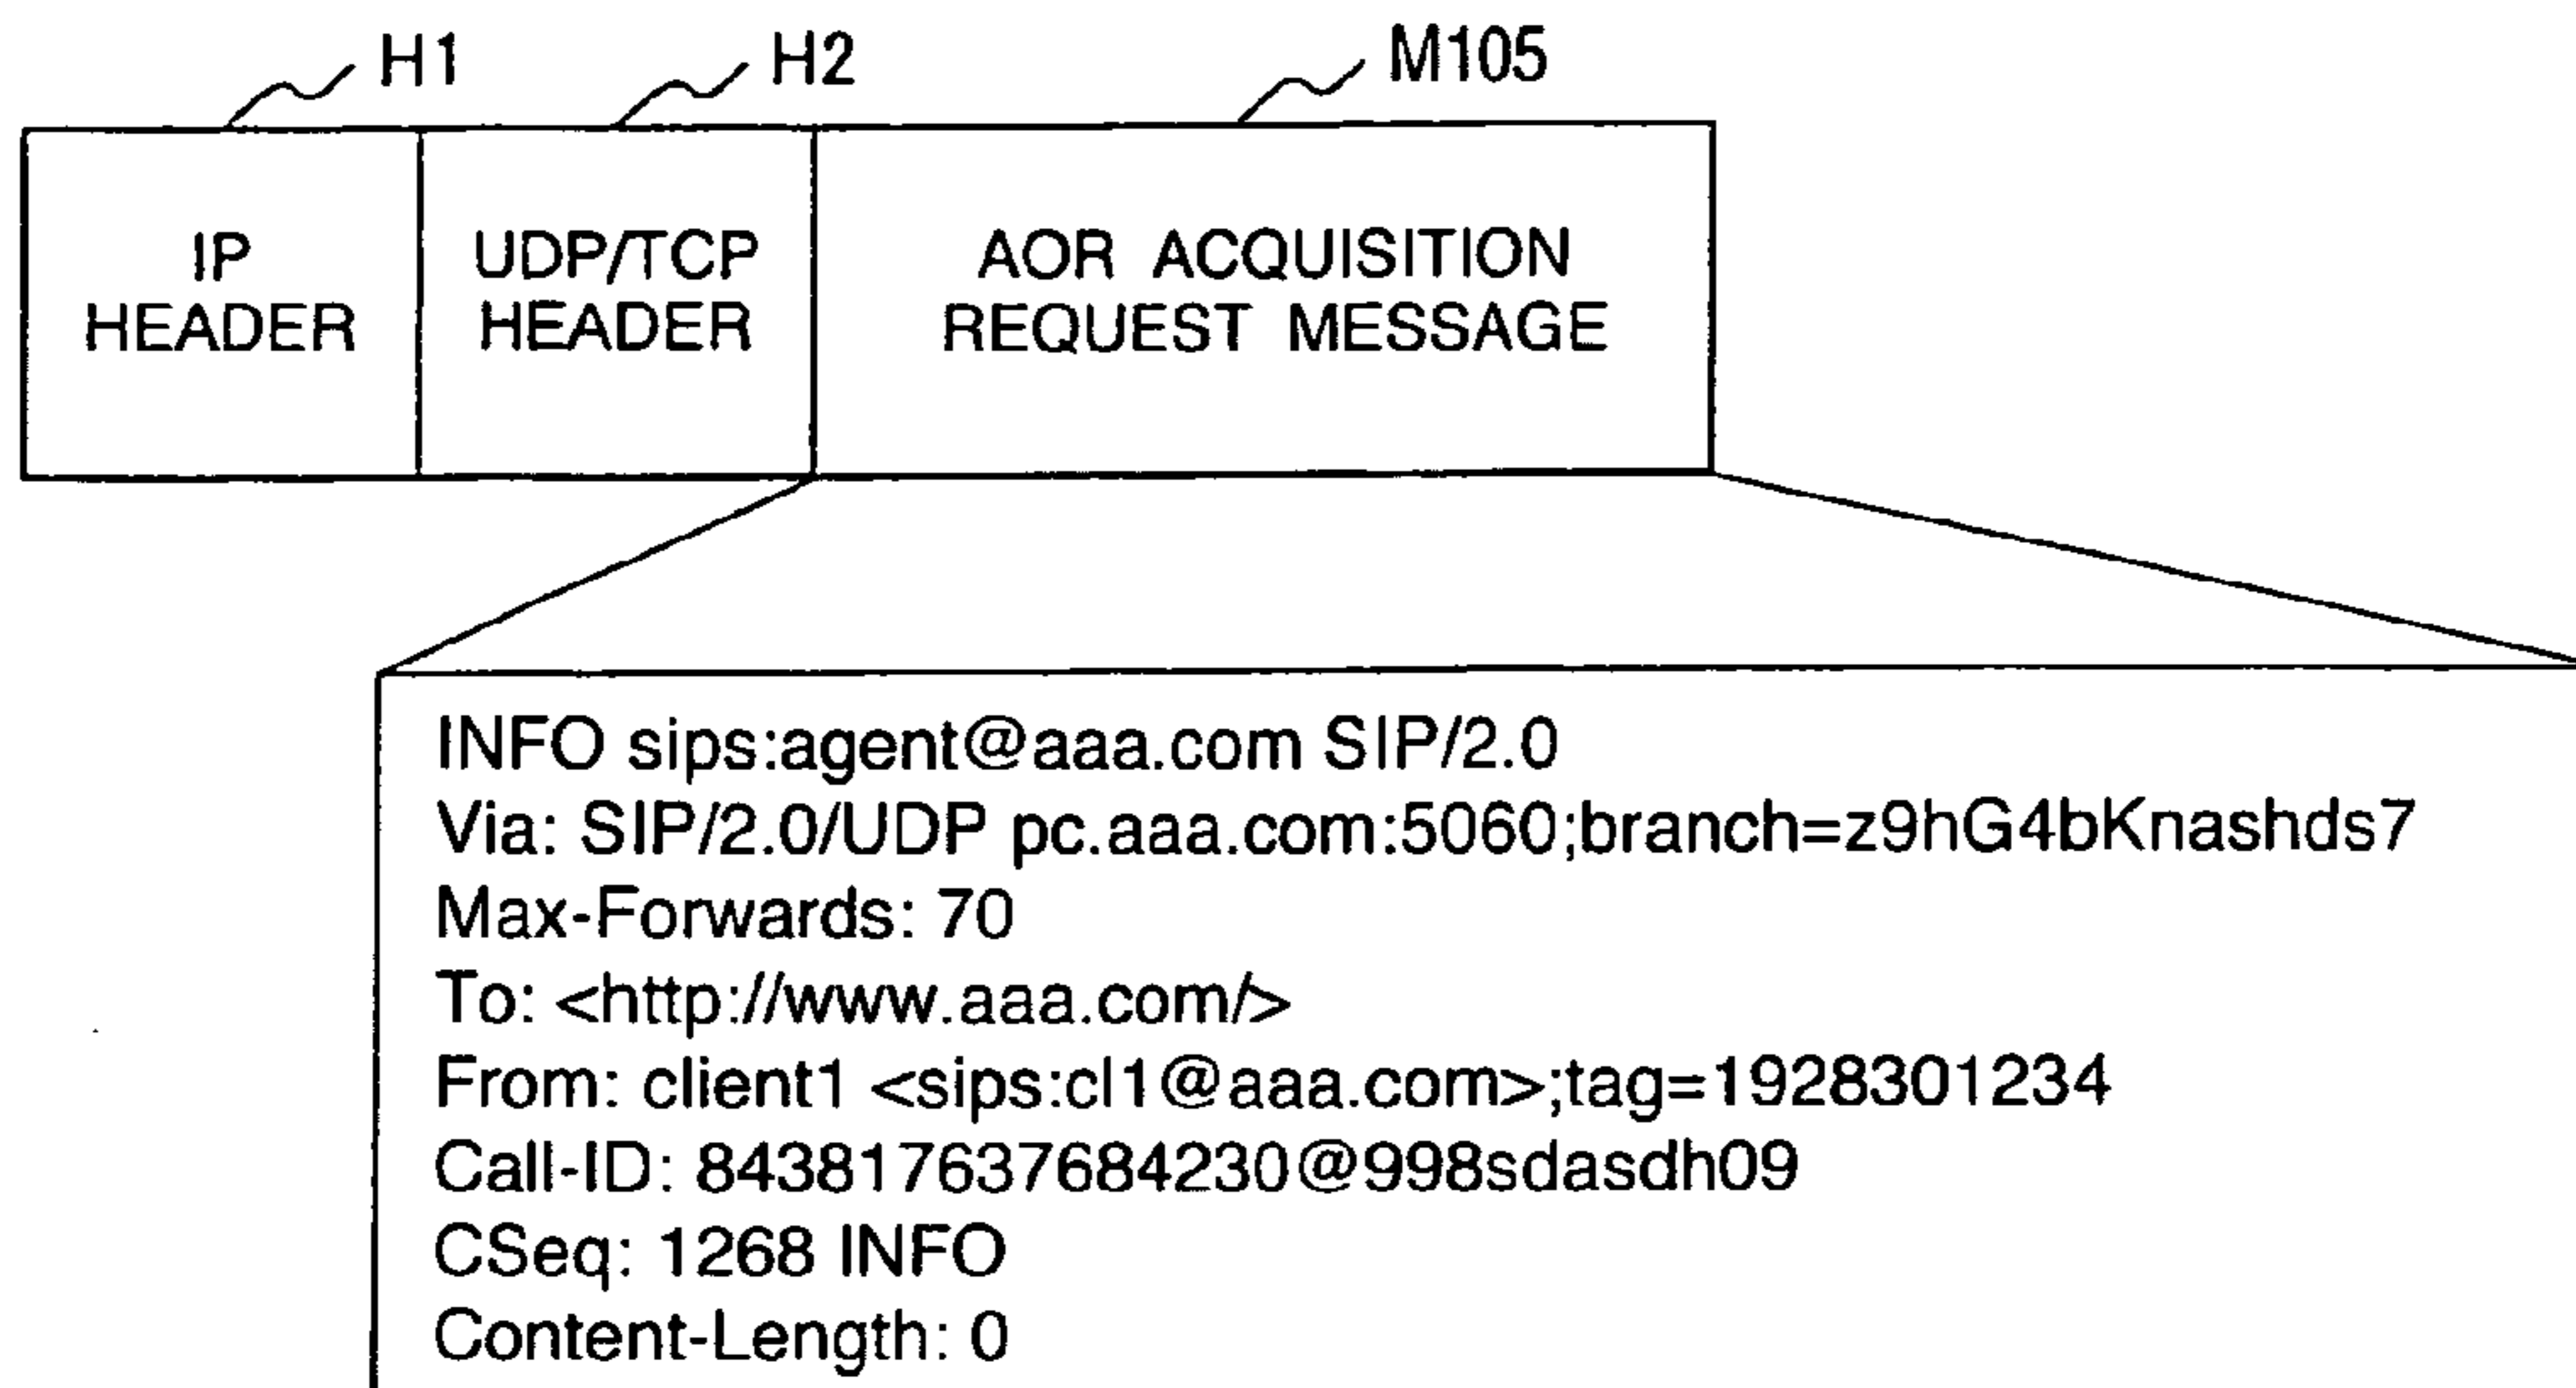 H1
H2
M105
IP
HEADER
UDP/TCP
HEADER
AOR ACQUISITION
REQUEST MESSAGE
INFO sips:agent@aaa.com SIP/2.0
Via: SIP/2.0/UDP pc.aaa.com:5060;branch=z9hG4bKnashds7
Max-Forwards: 70
To: <http://www.aaa.com/>
From: client1 <sips:cl1@aaa.com>;tag=1928301234
Call-ID: 843817637684230@998sdasdh09
CSeq: 1268 INFO
Content-Length: 0